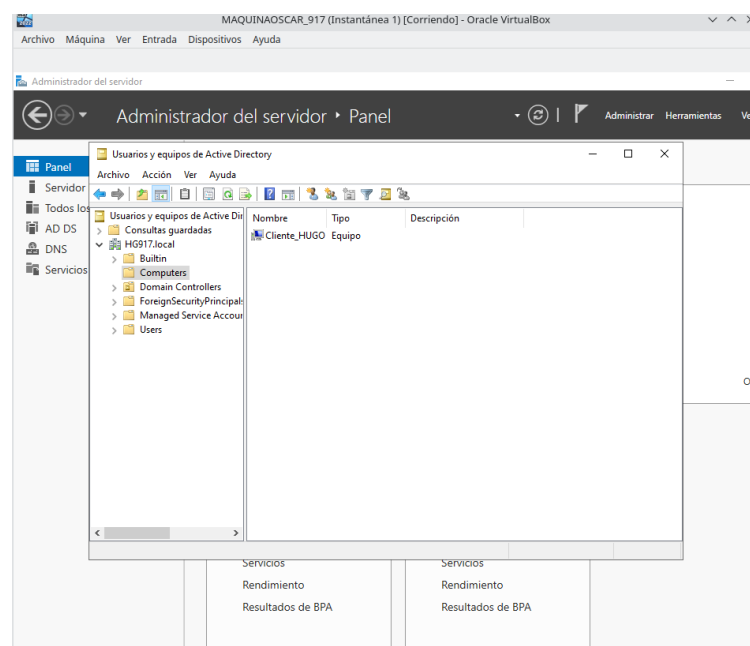 MAQUINAOSCAR_917 (Instantánea 1) [Corriendo] - Oracle VirtualBox
Archivo Máquina Ver Entrada Dispositivos Ayuda
Administrador del servidor
Administrador del servidor ‣ Panel
Administrar Herramientas Ve
Panel
Servidor
Todos los
AD DS
DNS
Servicios
Usuarios y equipos de Active Directory
Archivo Acción Ver Ayuda
Usuarios y equipos de Active Dir
Consultas guardadas
HG917.local
Builtin
Computers
Domain Controllers
ForeignSecurityPrincipals
Managed Service Accour
Users
Nombre Tipo Descripción
Cliente_HUGO Equipo
Servicios
Rendimiento
Resultados de BPA
Servicios
Rendimiento
Resultados de BPA